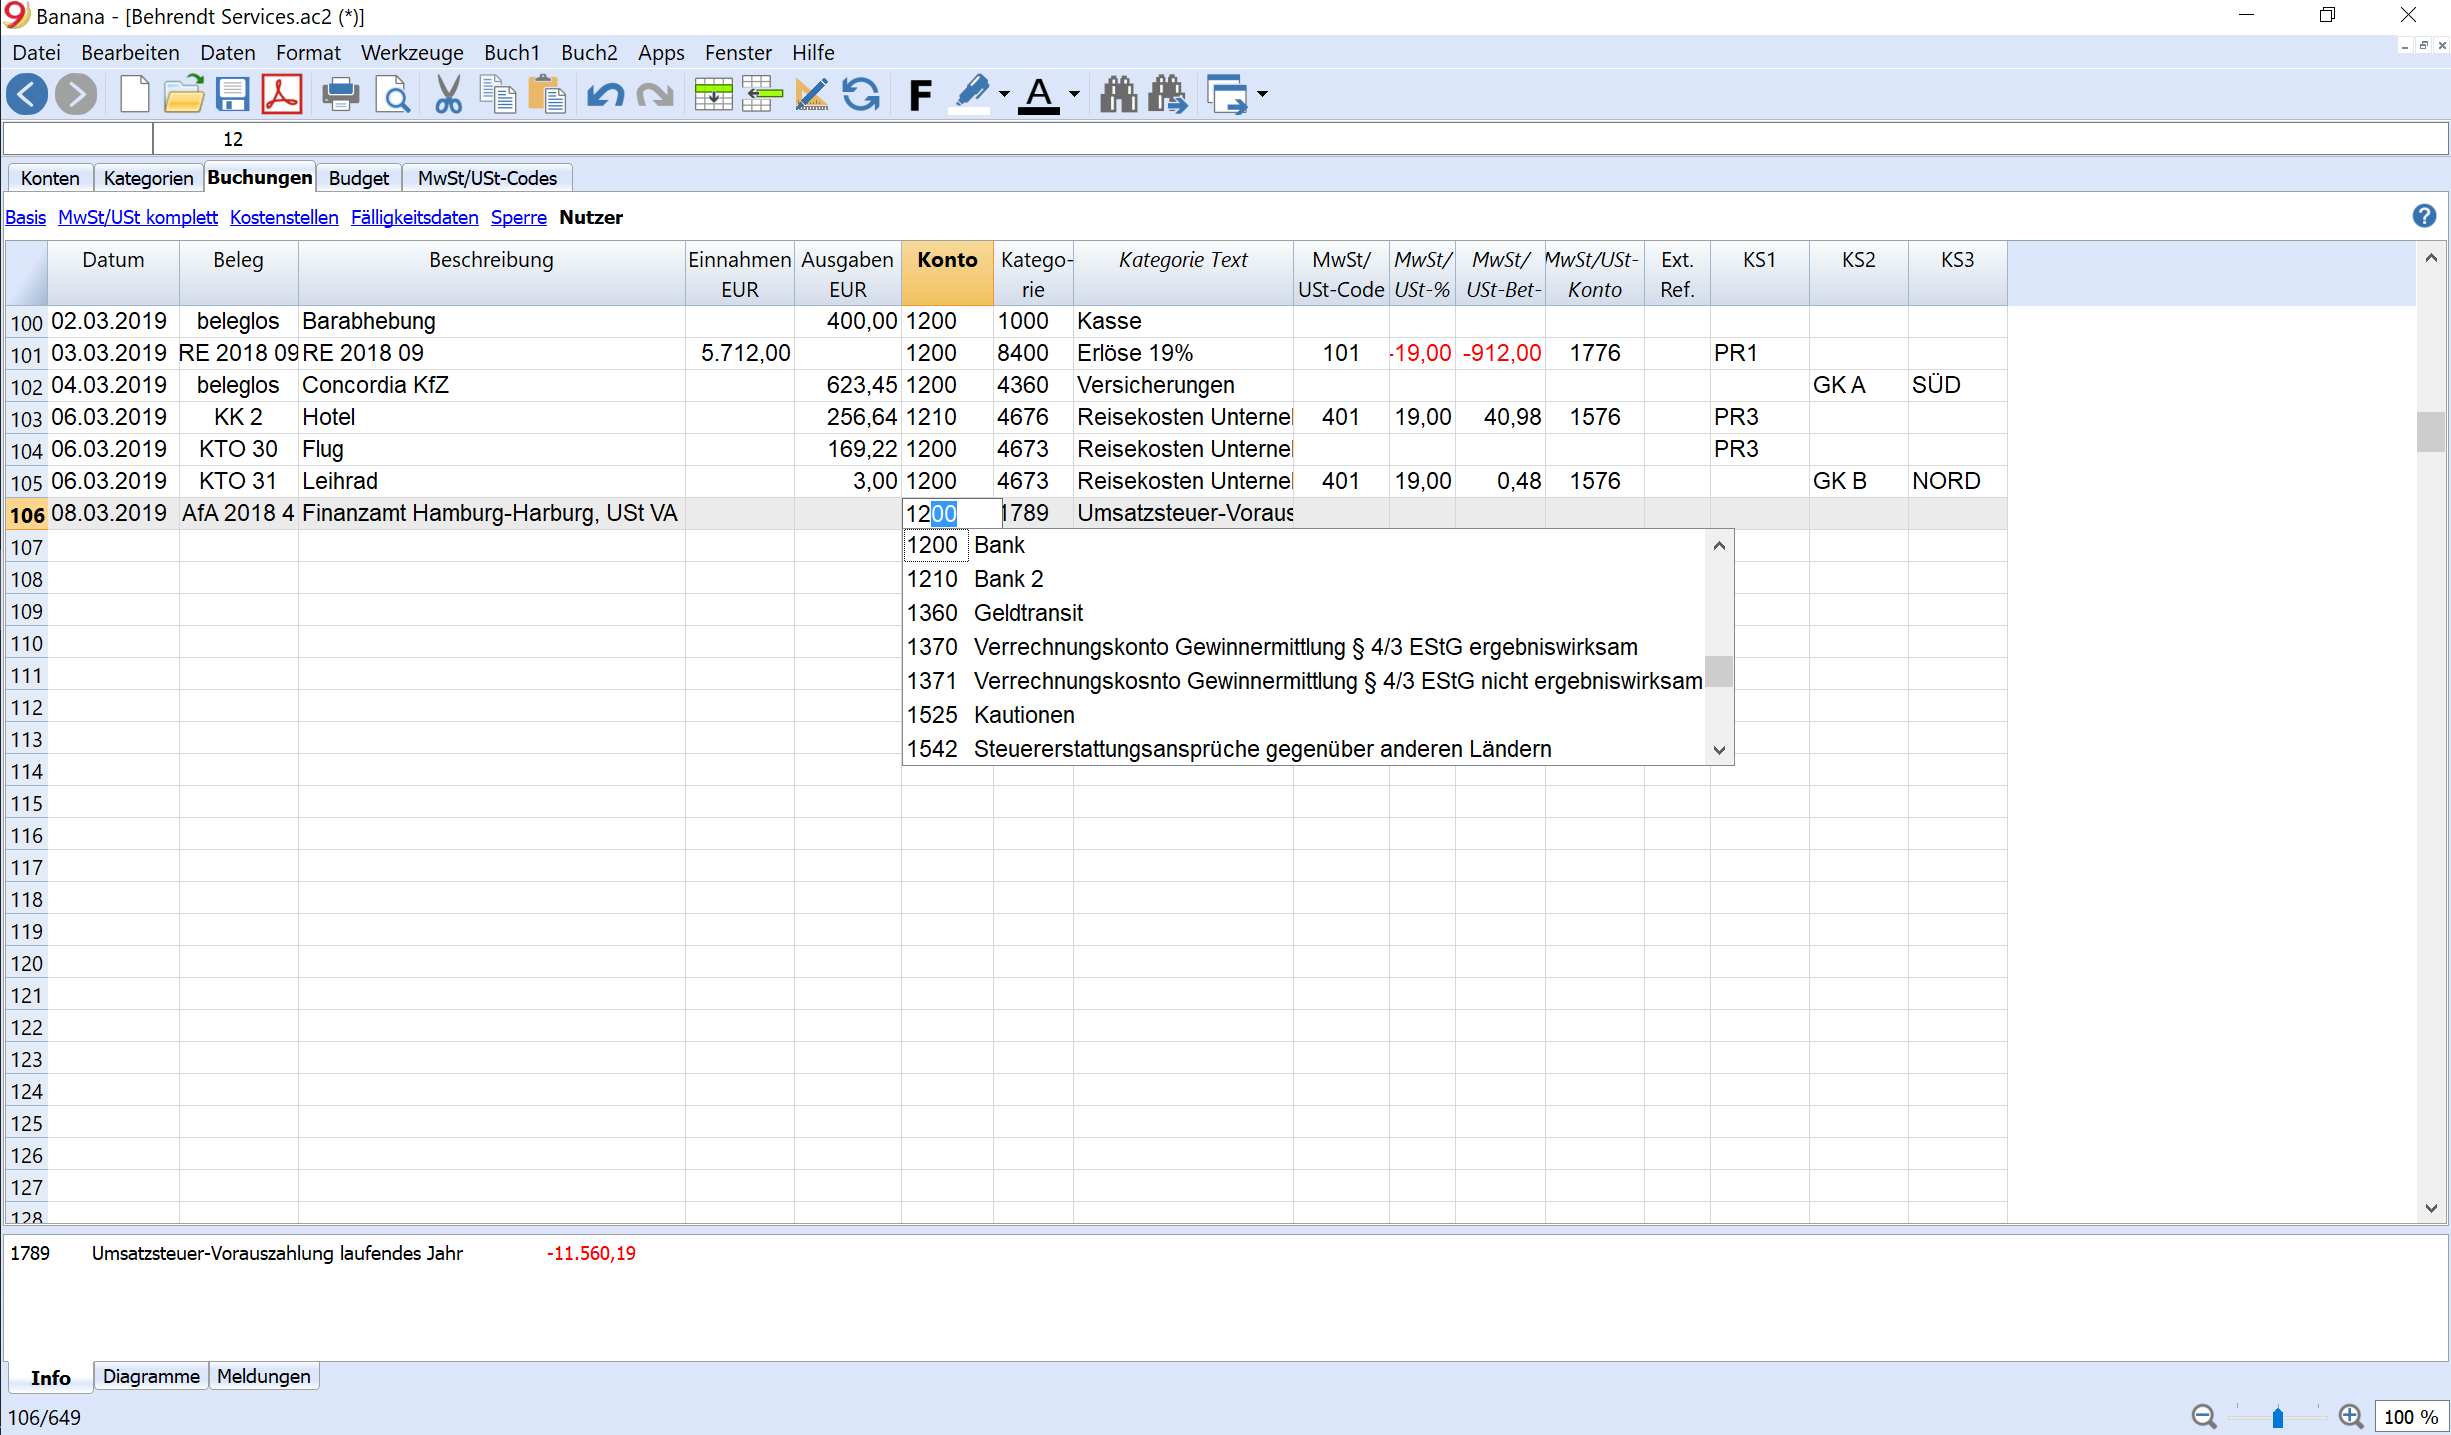 Banana - [Behrendt Services.ac2 (*)]
Datei Bearbeiten Daten Format Werkzeuge Buch1 Buch2 Apps Fenster Hilfe
F A
12
Konten Kategorien Buchungen Budget MwSt/USt-Codes
Basis MwSt/USt komplett Kostenstellen Fälligkeitsdaten Sperre Nutzer
Datum Beleg Beschreibung Einnahmen EUR Ausgaben EUR Konto Katego-rie Kategorie Text MwSt/USt-Code MwSt/USt-% MwSt/USt-Bet- MwSt/USt-Konto Ext. Ref. KS1 KS2 KS3
100 02.03.2019 beleglos Barabhebung 400,00 1200 1000 Kasse
101 03.03.2019 RE 2018 09 RE 2018 09 5.712,00 1200 8400 Erlöse 19% 101 -19,00 -912,00 1776 PR1
102 04.03.2019 beleglos Concordia KfZ 623,45 1200 4360 Versicherungen GK A SÜD
103 06.03.2019 KK 2 Hotel 256,64 1210 4676 Reisekosten Unterne 401 19,00 40,98 1576 PR3
104 06.03.2019 KTO 30 Flug 169,22 1200 4673 Reisekosten Unterne PR3
105 06.03.2019 KTO 31 Leihrad 3,00 1200 4673 Reisekosten Unterne 401 19,00 0,48 1576 GK B NORD
106 08.03.2019 AfA 2018 4 Finanzamt Hamburg-Harburg, USt VA 1200 1789 Umsatzsteuer-Voraus
1200 Bank
1210 Bank 2
1360 Geldtransit
1370 Verrechnungskonto Gewinnermittlung § 4/3 EStG ergebniswirksam
1371 Verrechnungskosnto Gewinnermittlung § 4/3 EStG nicht ergebniswirksam
1525 Kautionen
1542 Steuererstattungsansprüche gegenüber anderen Ländern
107
108
109
110
111
112
113
114
115
116
117
118
119
120
121
122
123
124
125
126
127
128
1789 Umsatzsteuer-Vorauszahlung laufendes Jahr -11.560,19
Info Diagramme Meldungen
106/649 100 %